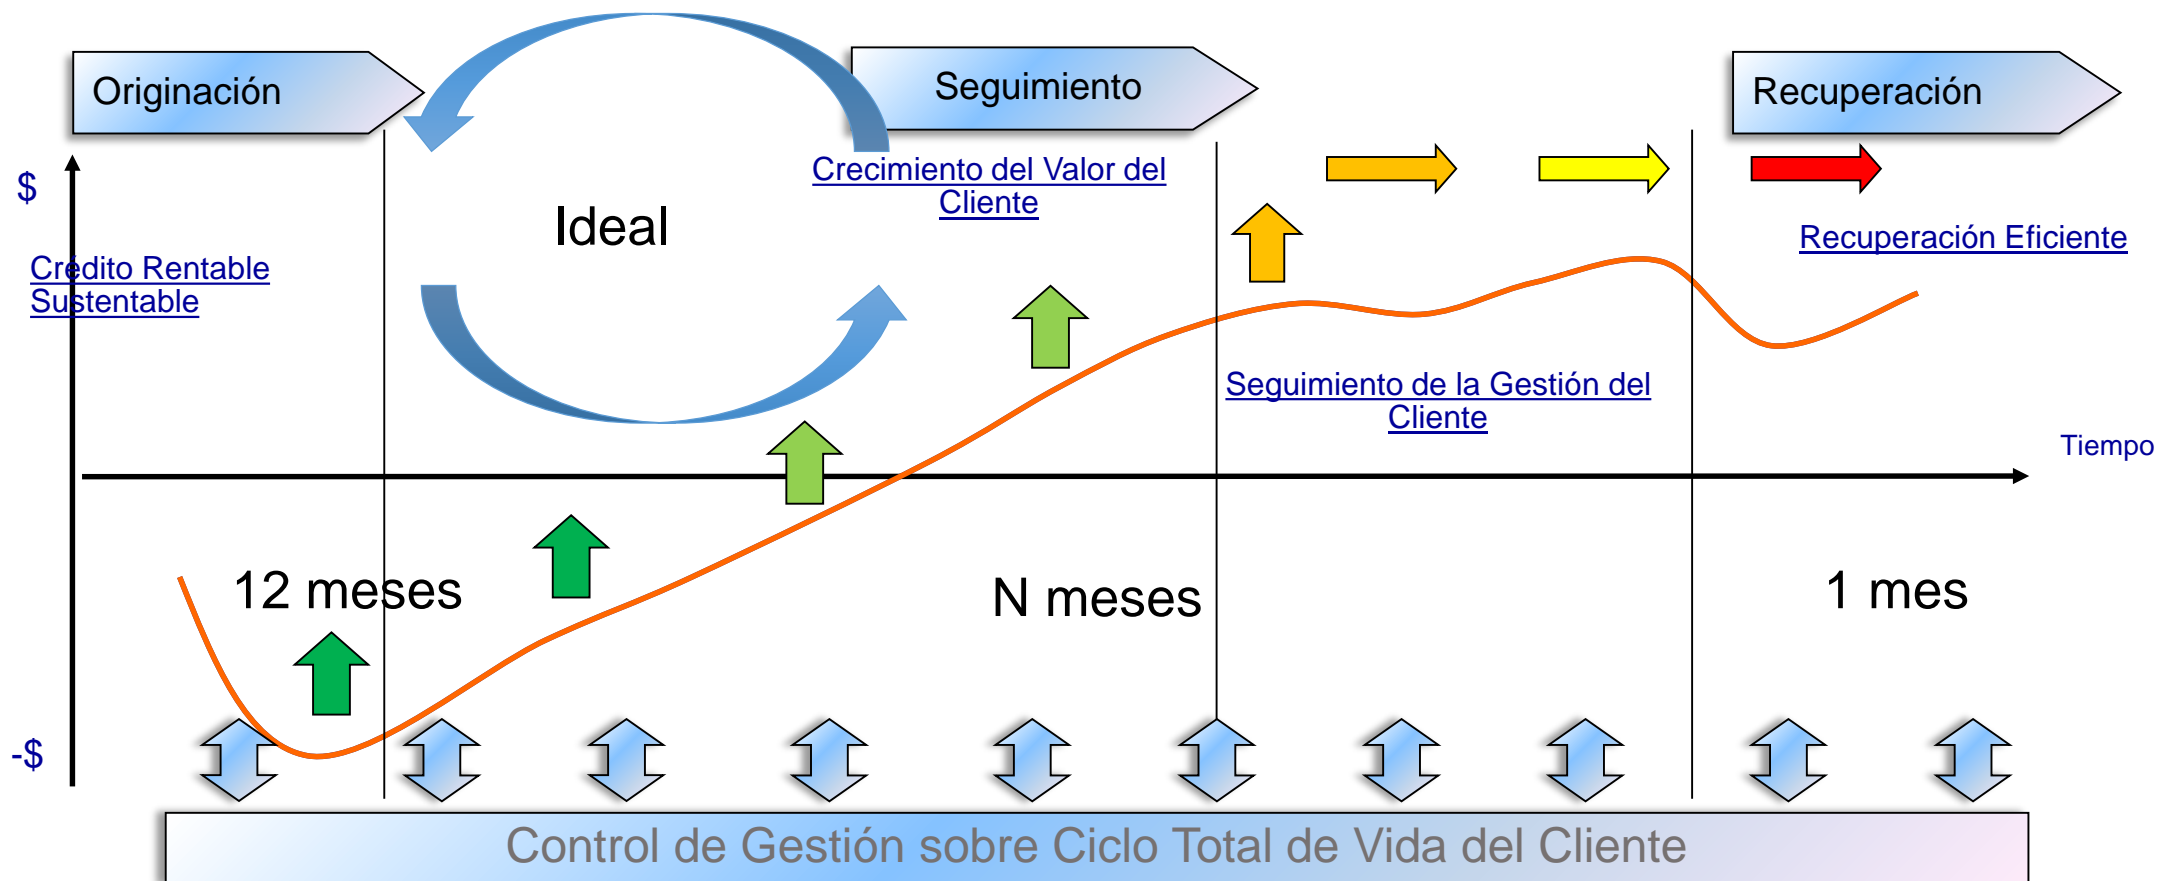 Originación
Seguimiento
Recuperación
$
Crecimiento del Valor del
Cliente
Ideal
Crédito Rentable
Sustentable
Recuperación Eficiente
Seguimiento de la Gestión del
Cliente
Tiempo
12 meses
N meses
1 mes
-$
Control de Gestión sobre Ciclo Total de Vida del Cliente